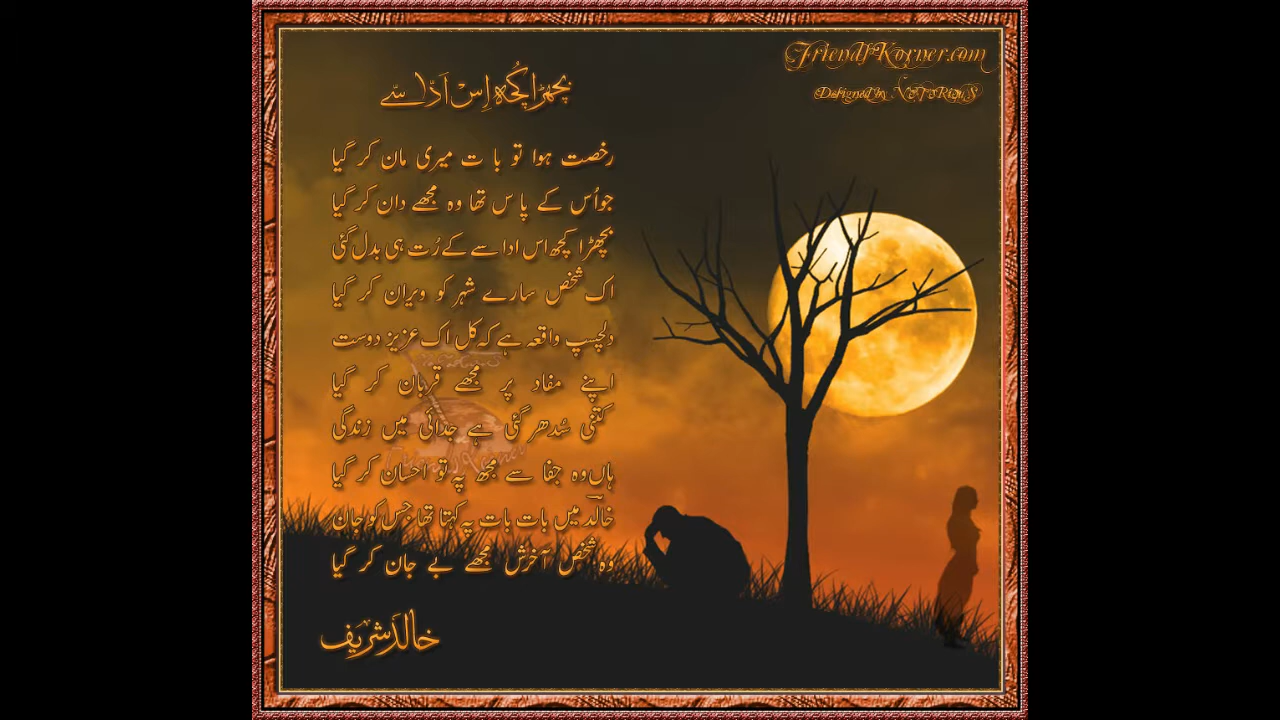 FriendsKorner.com
Designed by NOTORIOUS
بچھڑا کچھ اِس اَدا سے
رخصت ہوا تو بات میری مان کر گیا
جو اُس کے پاس تھا وہ مجھے دان کر گیا
بچھڑا کچھ اس ادا سے کے رُت ہی بدل گئی
اک شخص سارے شہر کو ویران کر گیا
دلچسپ واقعہ ہے کہ کل اک عزیز دوست
اپنے مفاد پر مجھے قربان کر گیا
کتنی سُدھر گئی ہے جدائی میں زندگی
ہاں وہ جفا سے مجھ پہ تو احسان کر گیا
خالد میں بات بات پہ کہتا تھا جس کو جان
وہ شخص آخرش مجھے بے جان کر گیا
خالد شریف